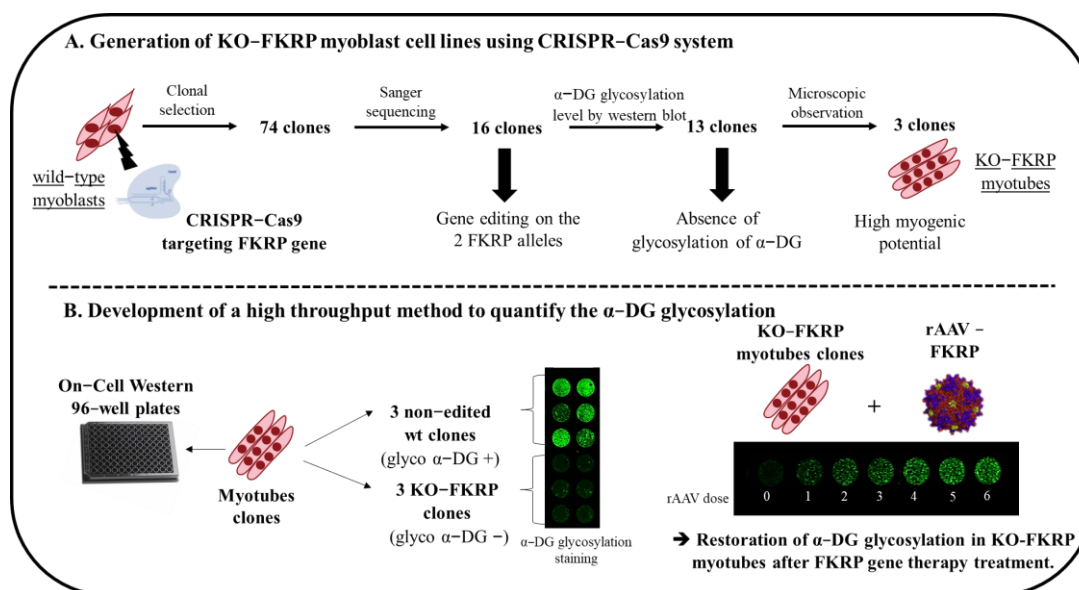 A. Generation of KO−FKRP myoblast cell lines using CRISPR−Cas9 system
Clonal
selection
74 clones
Sanger
sequencing
16 clones
α−DG glycosylation
level by western blot
13 clones
Microscopic
observation
3 clones
wild−type
myoblasts
CRISPR−Cas9
targeting FKRP gene
Gene editing on the
2 FKRP alleles
Absence of
glycosylation of α−DG
High myogenic
potential
KO−FKRP
myotubes
B. Development of a high throughput method to quantify the α−DG glycosylation
On−Cell Western
96−well plates
Myotubes
clones
3 non−edited
wt clones
(glyco α−DG +)
3 KO−FKRP
clones
(glyco α−DG −)
α−DG glycosylation
staining
KO−FKRP
myotubes clones
+
rAAV −
FKRP
rAAV dose
0 1 2 3 4 5 6
➔ Restoration of α−DG glycosylation in KO-FKRP
myotubes after FKRP gene therapy treatment.